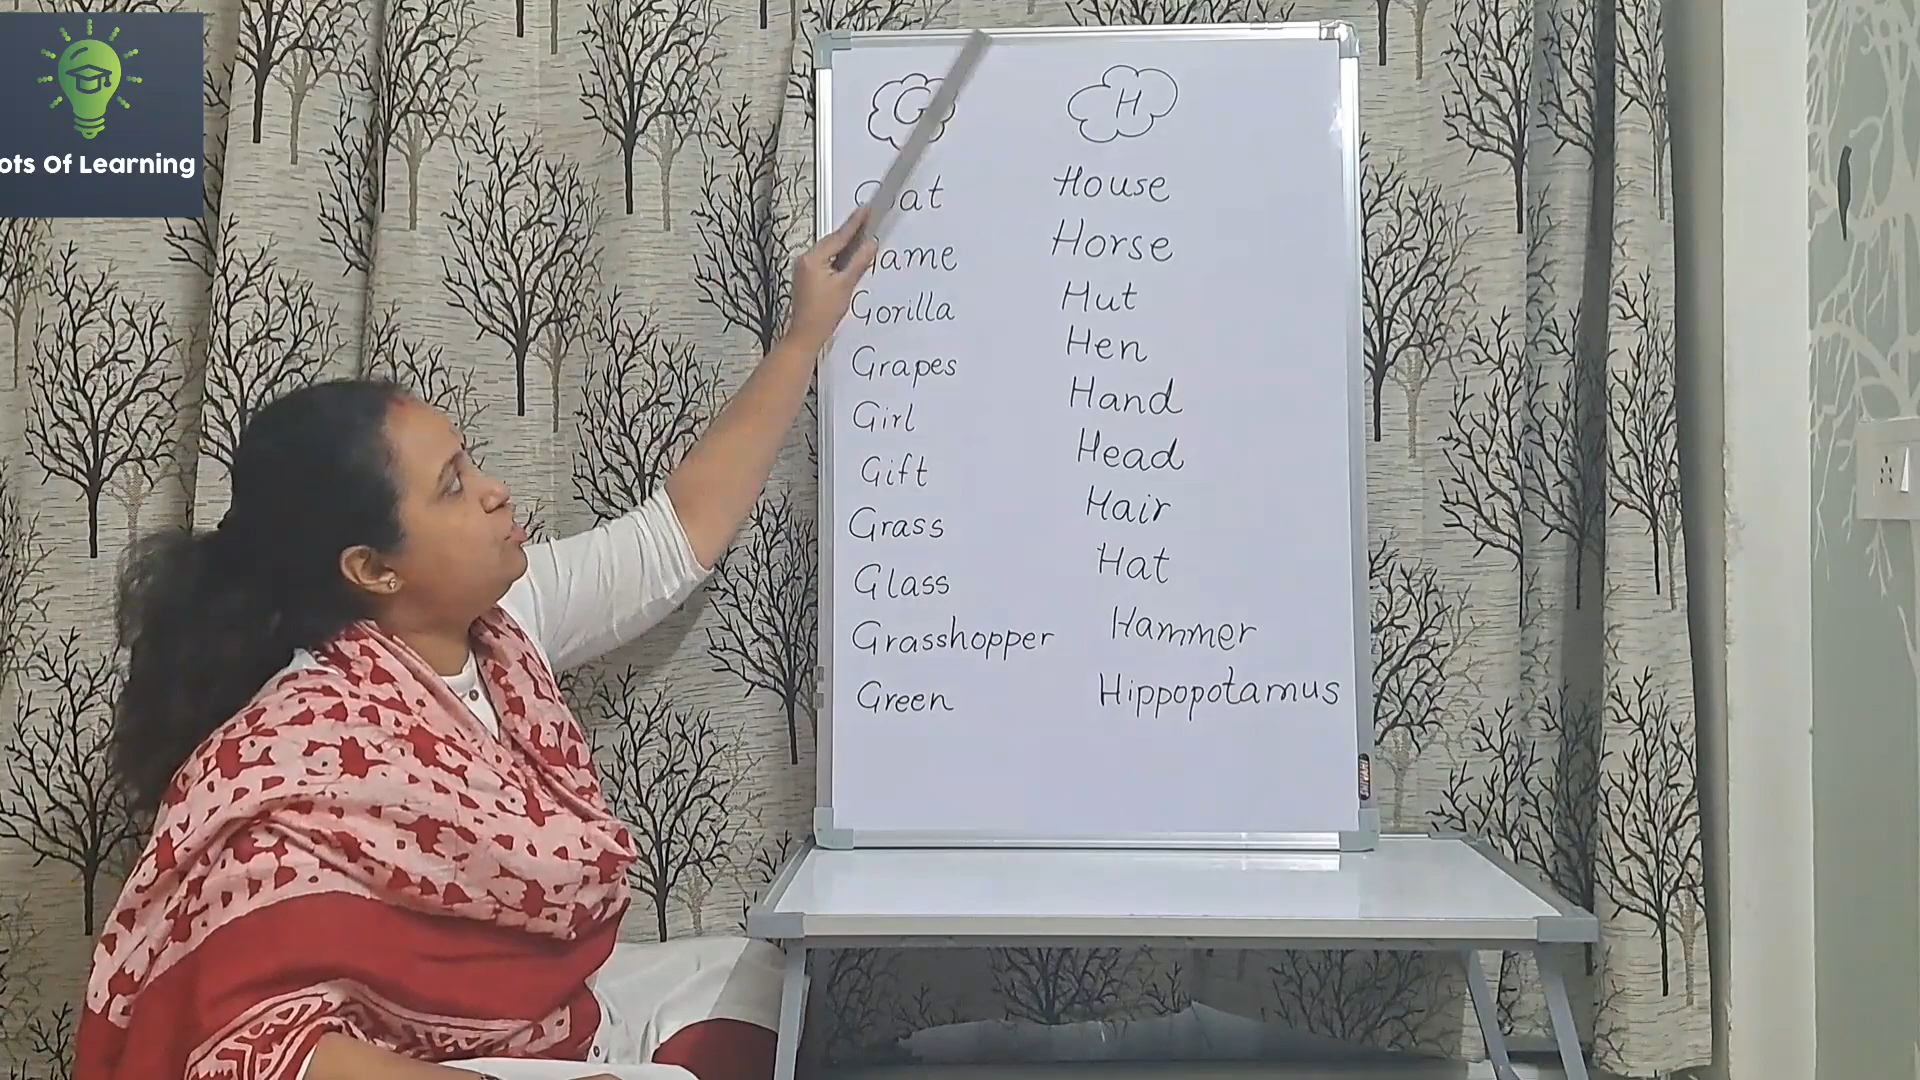 ots Of Learning
G H
House
Horse
Gorilla Hut
Grapes Hen
Girl Hand
Gift Head
Grass Hair
Glass Hat
Grasshopper Hammer
Green Hippopotamus